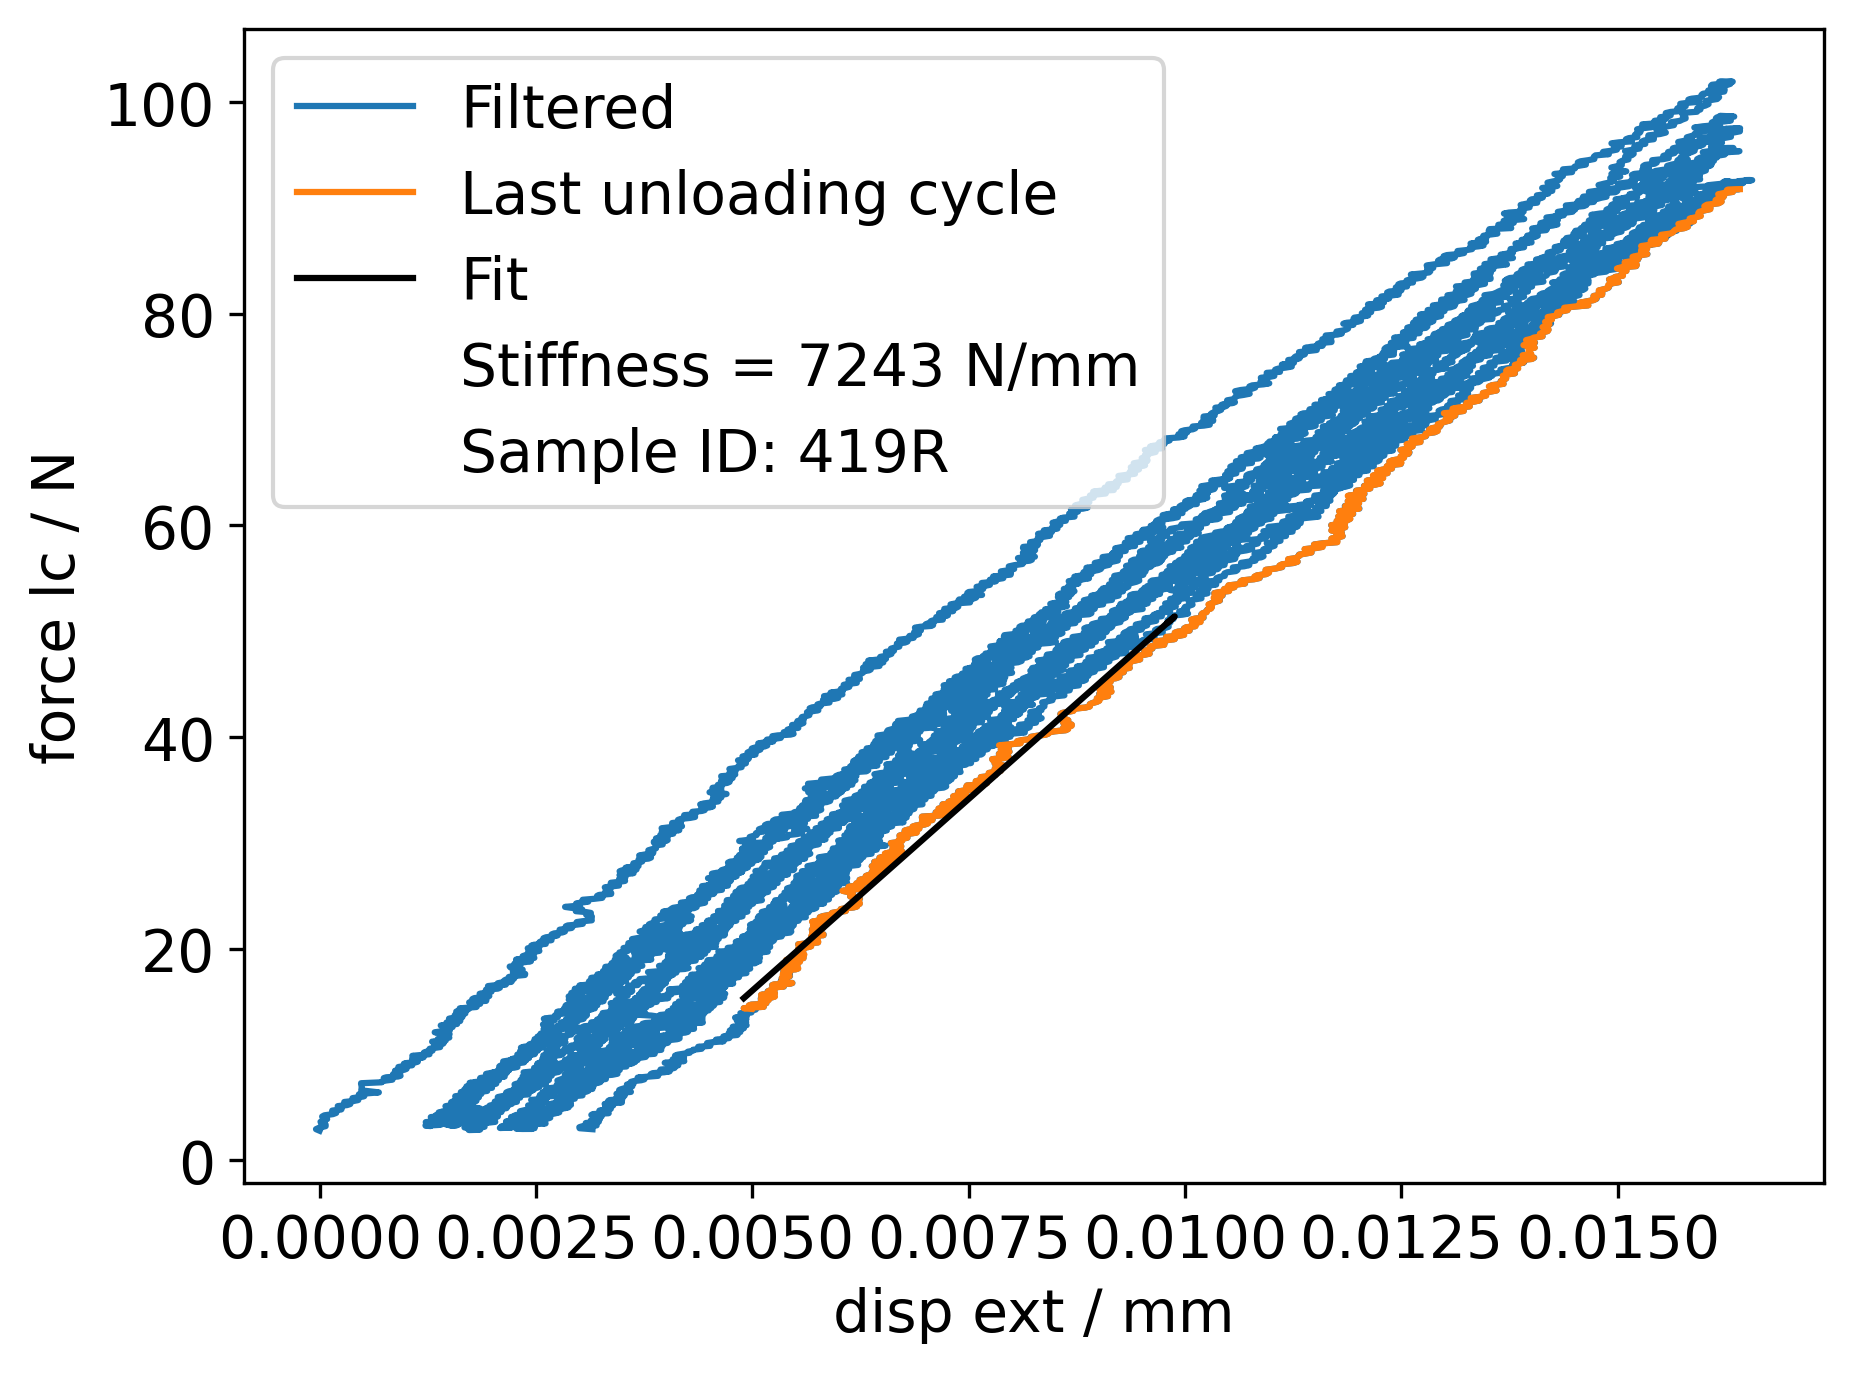 Filtered
Last unloading cycle
Fit
Stiffness = 7243 N/mm
Sample ID: 419R
force lc / N
100
80
60
40
20
0
0.0000 0.0025 0.0050 0.0075 0.0100 0.0125 0.0150
disp ext / mm